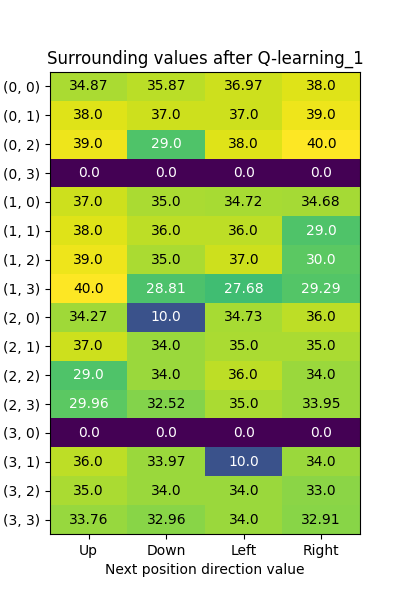 Surrounding values after Q-learning_1
(0, 0) 34.87 35.87 36.97 38.0
(0, 1) 38.0 37.0 37.0 39.0
(0, 2) 39.0 29.0 38.0 40.0
(0, 3) 0.0 0.0 0.0 0.0
(1, 0) 37.0 35.0 34.72 34.68
(1, 1) 38.0 36.0 36.0 29.0
(1, 2) 39.0 35.0 37.0 30.0
(1, 3) 40.0 28.81 27.68 29.29
(2, 0) 34.27 10.0 34.73 36.0
(2, 1) 37.0 34.0 35.0 35.0
(2, 2) 29.0 34.0 36.0 34.0
(2, 3) 29.96 32.52 35.0 33.95
(3, 0) 0.0 0.0 0.0 0.0
(3, 1) 36.0 33.97 10.0 34.0
(3, 2) 35.0 34.0 34.0 33.0
(3, 3) 33.76 32.96 34.0 32.91
Up Down Left Right
Next position direction value